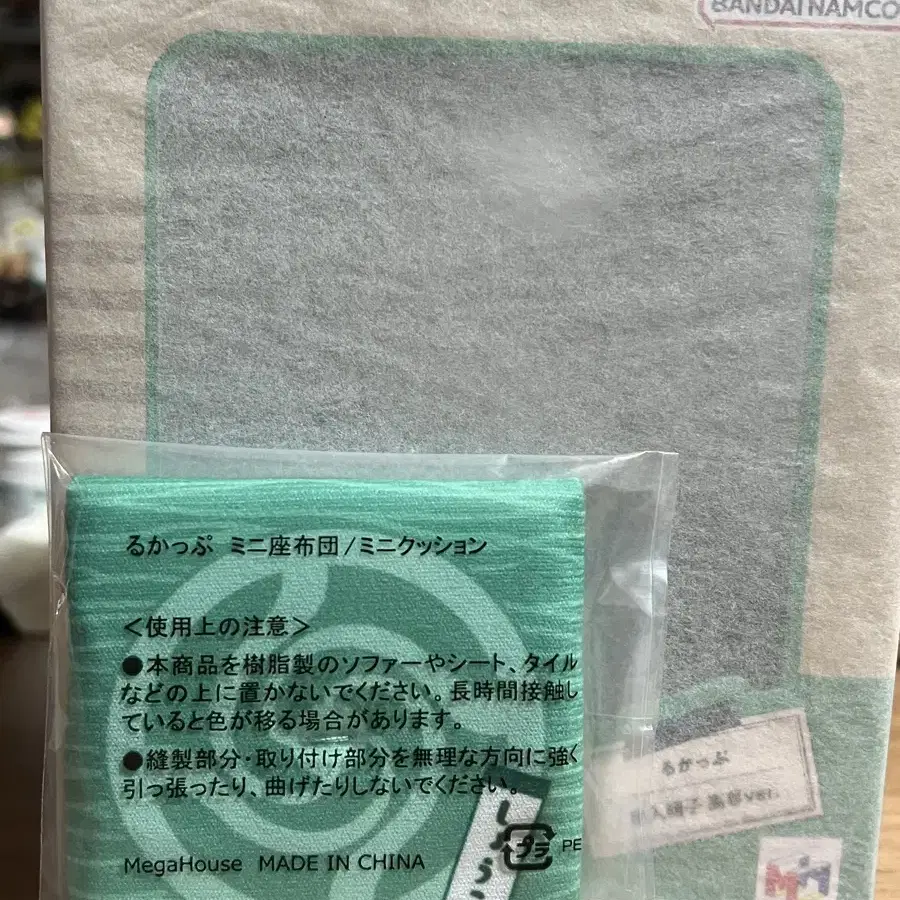 BANDAI NAMCO
るかっぷ ミニ座布団/ミニクッション
<使用上の注意>
●本商品を樹脂製のソファーやシート、タイル
などの上に置かないでください。長時間接触し
ていると色が移る場合があります。
●縫製部分・取り付け部分を無理な方向に強く
引っ張ったり、曲げたりしないでください。
しょうこ
プラ PE
MegaHouse MADE IN CHINA
るかっぷ